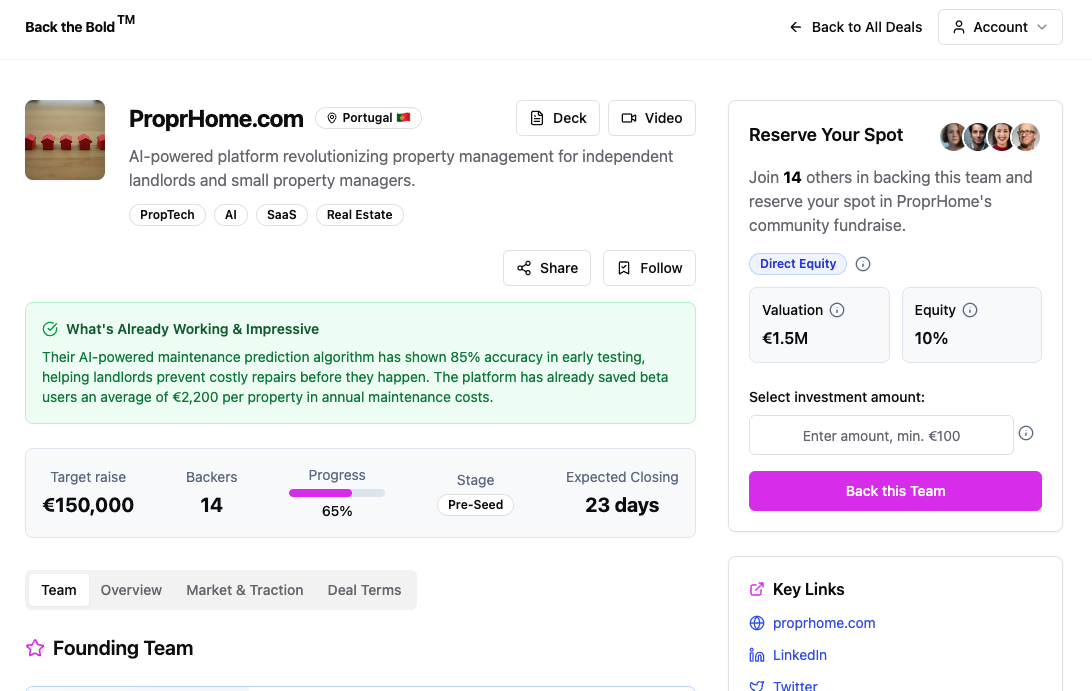 Back the Bold TM
Back to All Deals
Account
ProprHome.com
Portugal 🇵🇹
Deck
Video
AI-powered platform revolutionizing property management for independent
landlords and small property managers.
PropTech
AI
SaaS
Real Estate
Share
Follow
What's Already Working & Impressive
Their AI-powered maintenance prediction algorithm has shown 85% accuracy in early testing,
helping landlords prevent costly repairs before they happen. The platform has already saved beta
users an average of €2,200 per property in annual maintenance costs.
Target raise
€150,000
Backers
14
Progress
65%
Stage
Pre-Seed
Expected Closing
23 days
Team
Overview
Market & Traction
Deal Terms
Founding Team
Reserve Your Spot
Join 14 others in backing this team and
reserve your spot in ProprHome's
community fundraise.
Direct Equity
Valuation
€1.5M
Equity
10%
Select investment amount:
Enter amount, min. €100
Back this Team
Key Links
proprhome.com
LinkedIn
Twitter